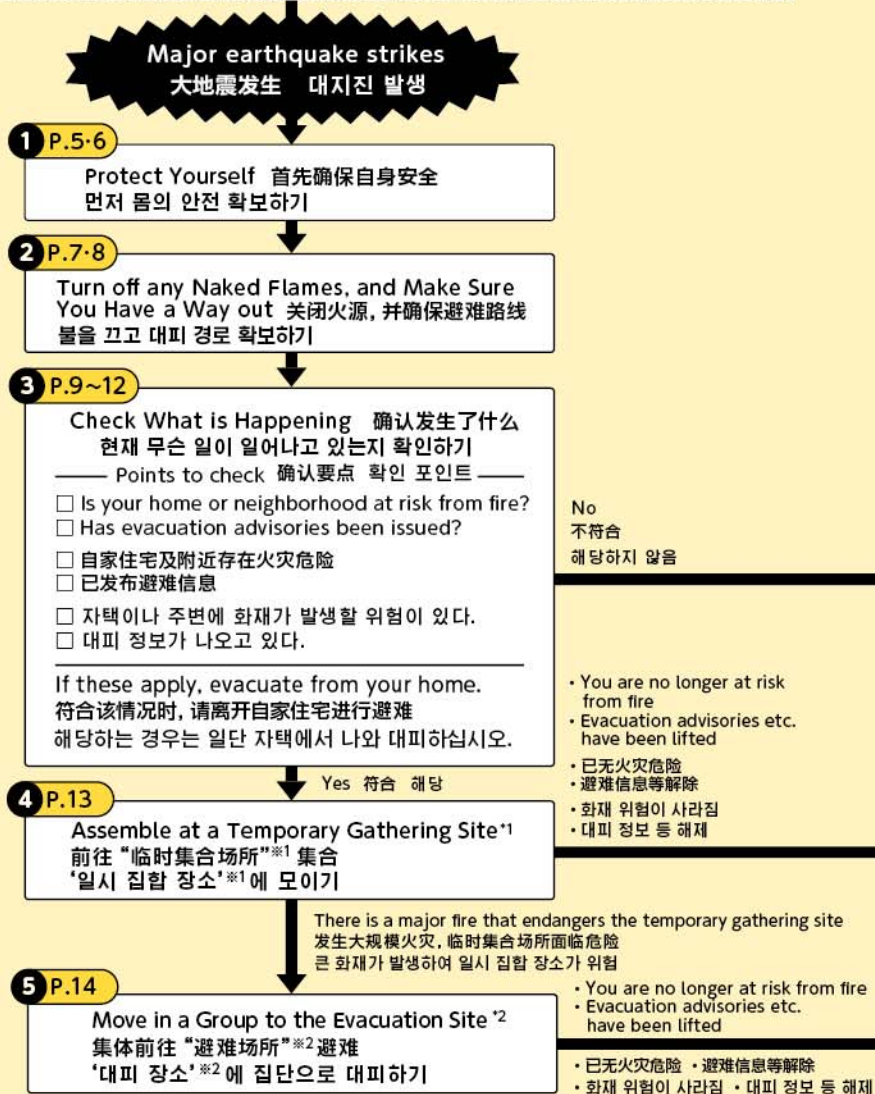 Major earthquake strikes
大地震发生 대지진 발생
1 P.5·6
Protect Yourself 首先确保自身安全
먼저 몸의 안전 확보하기
2 P.7·8
Turn off any Naked Flames, and Make Sure
You Have a Way out 关闭火源, 并确保避难路线
불을 끄고 대피 경로 확보하기
3 P.9~12
Check What is Happening 确认发生了什么
현재 무슨 일이 일어나고 있는지 확인하기
Points to check 确认要点 확인 포인트
□ Is your home or neighborhood at risk from fire?
□ Has evacuation advisories been issued?
□ 自家住宅及附近存在火灾危险
□ 已发布避难信息
□ 자택이나 주변에 화재가 발생할 위험이 있다.
□ 대피 정보가 나오고 있다.
If these apply, evacuate from your home.
符合该情况时, 请离开自家住宅进行避难
해당하는 경우는 일단 자택에서 나와 대피하십시오.
No
不符合
해당하지 않음
Yes 符合 해당
・You are no longer at risk
from fire
・Evacuation advisories etc.
have been lifted
・已无火灾危险
・避难信息等解除
・화재 위험이 사라짐
・대피 정보 등 해제
4 P.13
Assemble at a Temporary Gathering Site*1
前往 “临时集合场所”※1 集合
‘일시 집합 장소’※1에 모이기
There is a major fire that endangers the temporary gathering site
发生大规模火灾, 临时集合场所面临危险
큰 화재가 발생하여 일시 집합 장소가 위험
5 P.14
Move in a Group to the Evacuation Site *2
集体前往 “避难场所”※2避难
‘대피 장소’※2에 집단으로 대피하기
・You are no longer at risk from fire
・Evacuation advisories etc.
have been lifted
・已无火灾危险 ・避难信息等解除
・화재 위험이 사라짐 ・대피 정보 등 해제